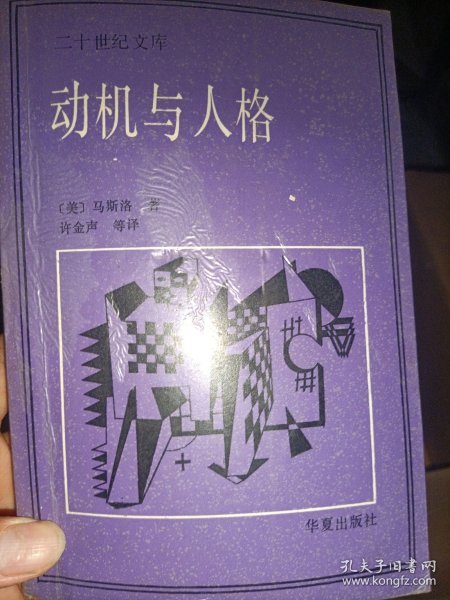 二十世纪文库
动机与人格
〔美〕马斯洛 著
许金声 等译
华夏出版社
孔夫子旧书网
www.kongfz.com